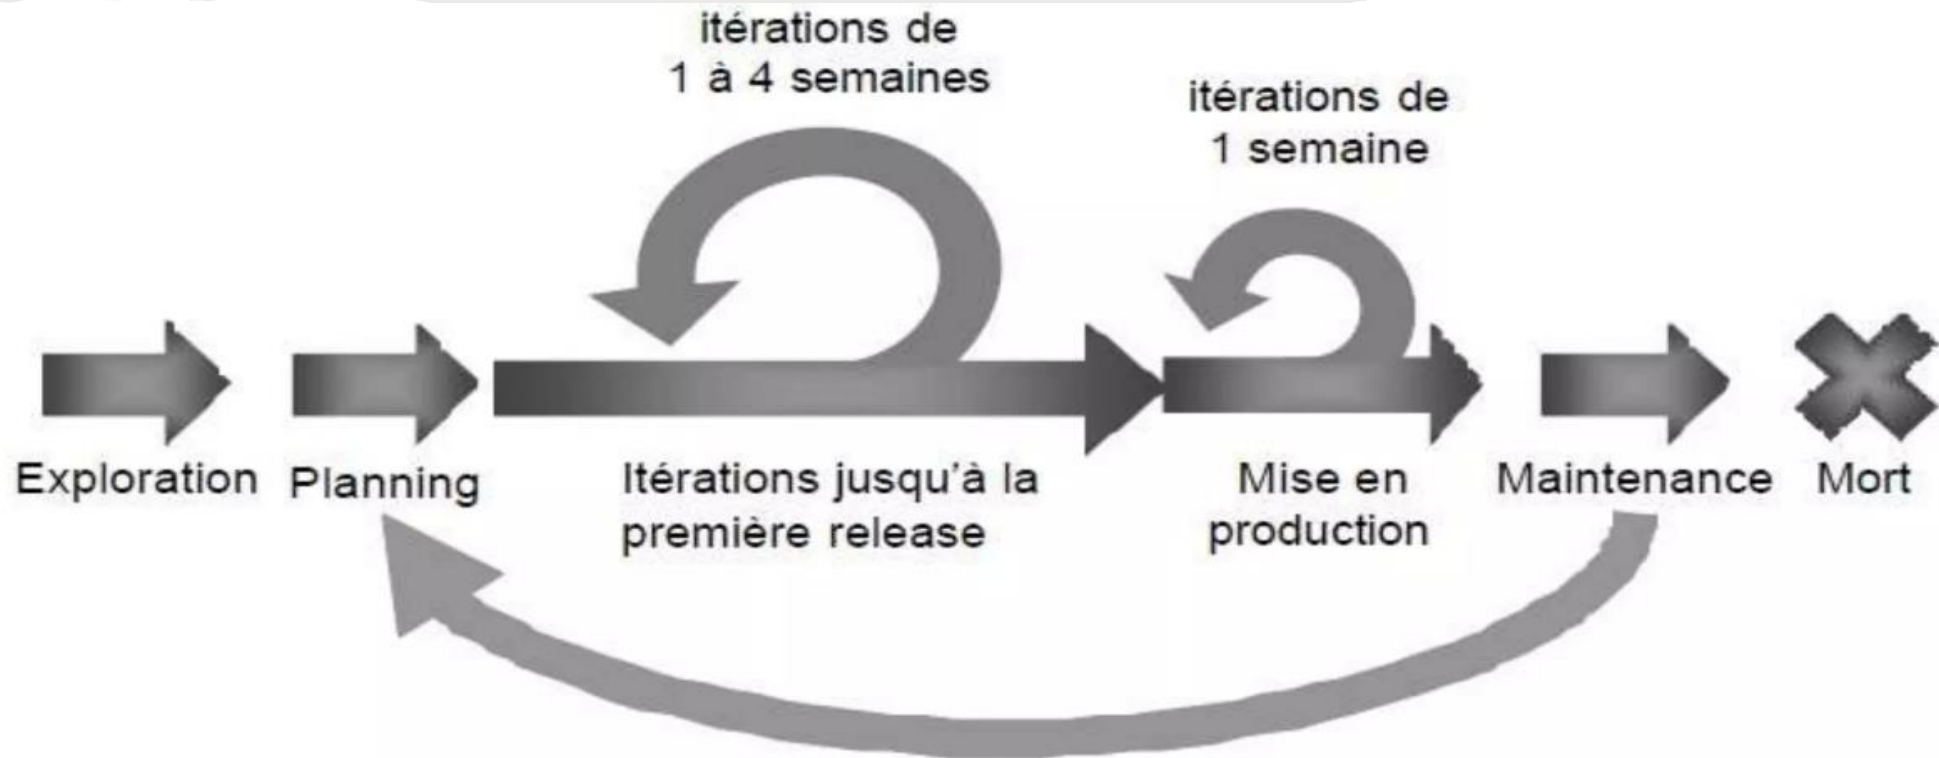 itérations de
1 à 4 semaines
itérations de
1 semaine
Exploration
Planning
Itérations jusqu'à la
première release
Mise en
production
Maintenance
Mort